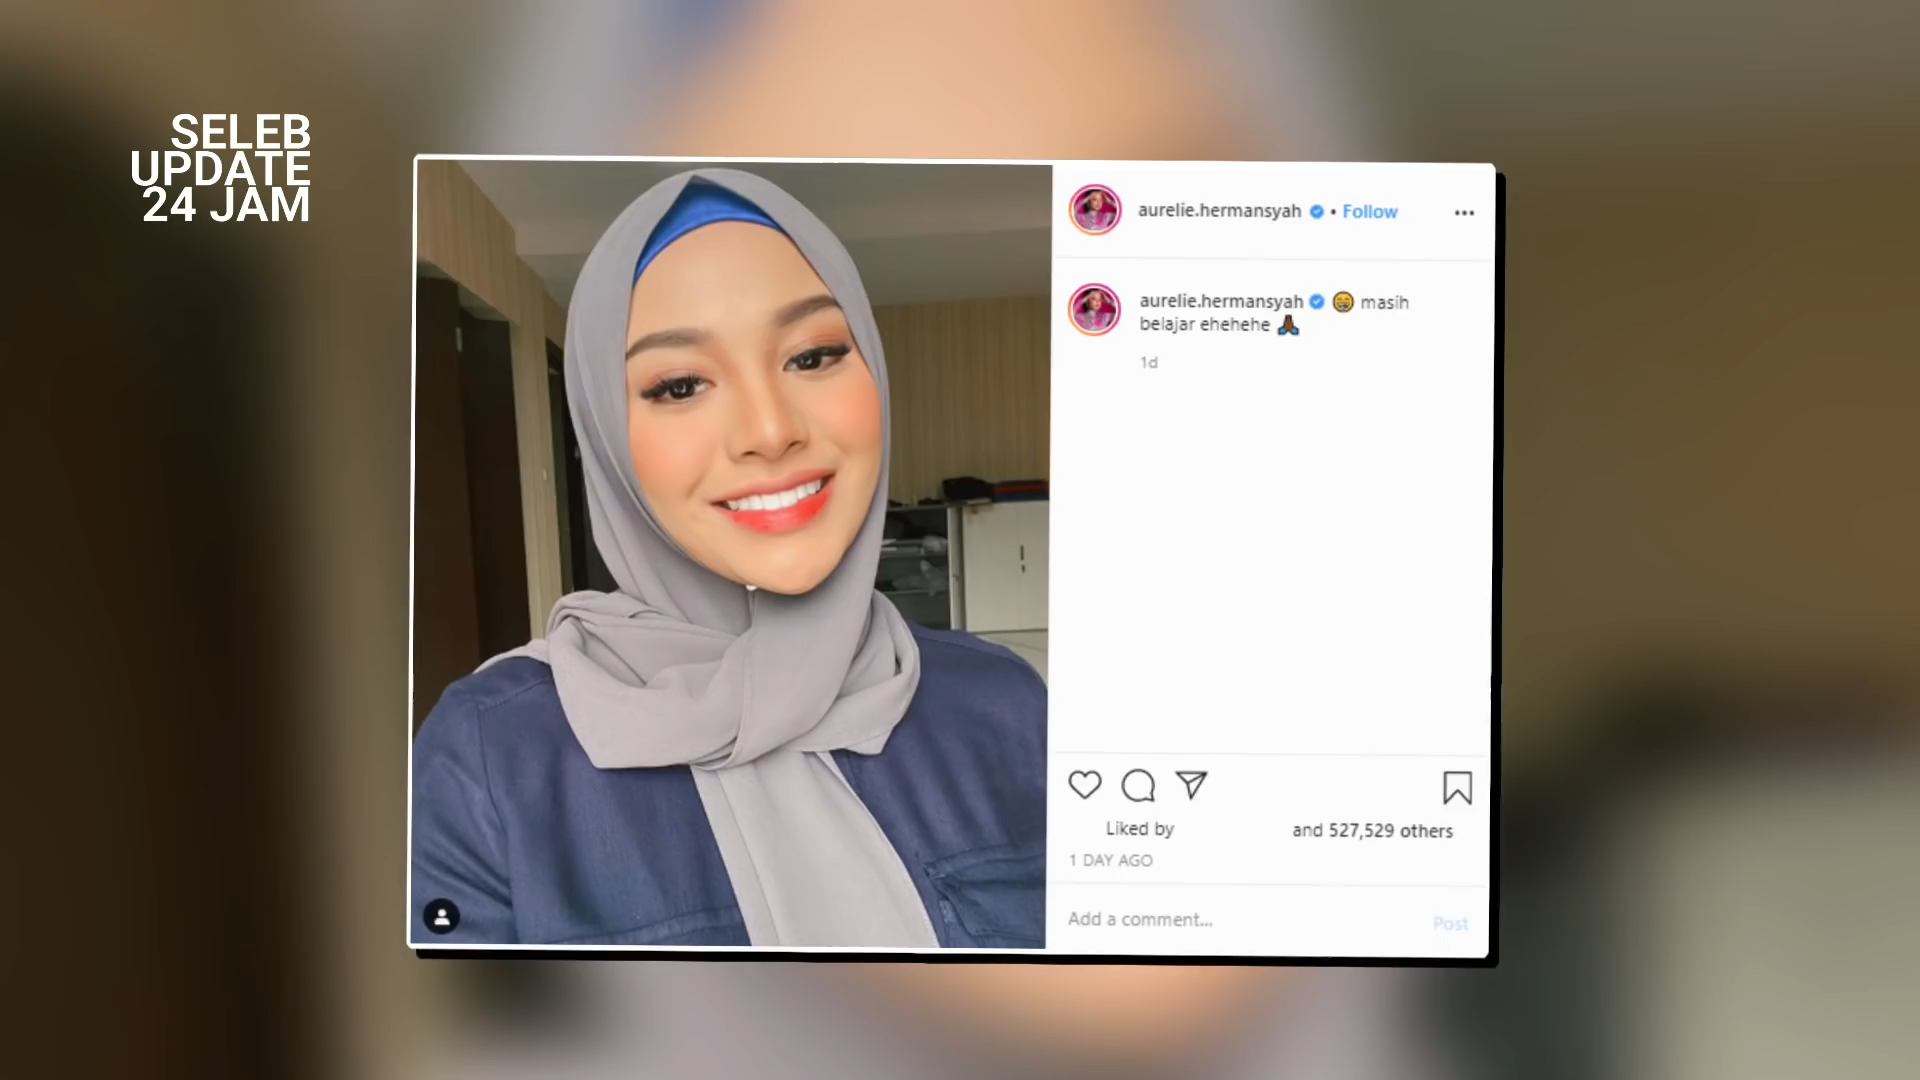 SELEB
UPDATE
24 JAM
aurelie.hermansyah • Follow
aurelie.hermansyah 😁 masih
belajar ehehehe 🙏🏿
1d
Liked by and 527,529 others
1 DAY AGO
Add a comment... Post